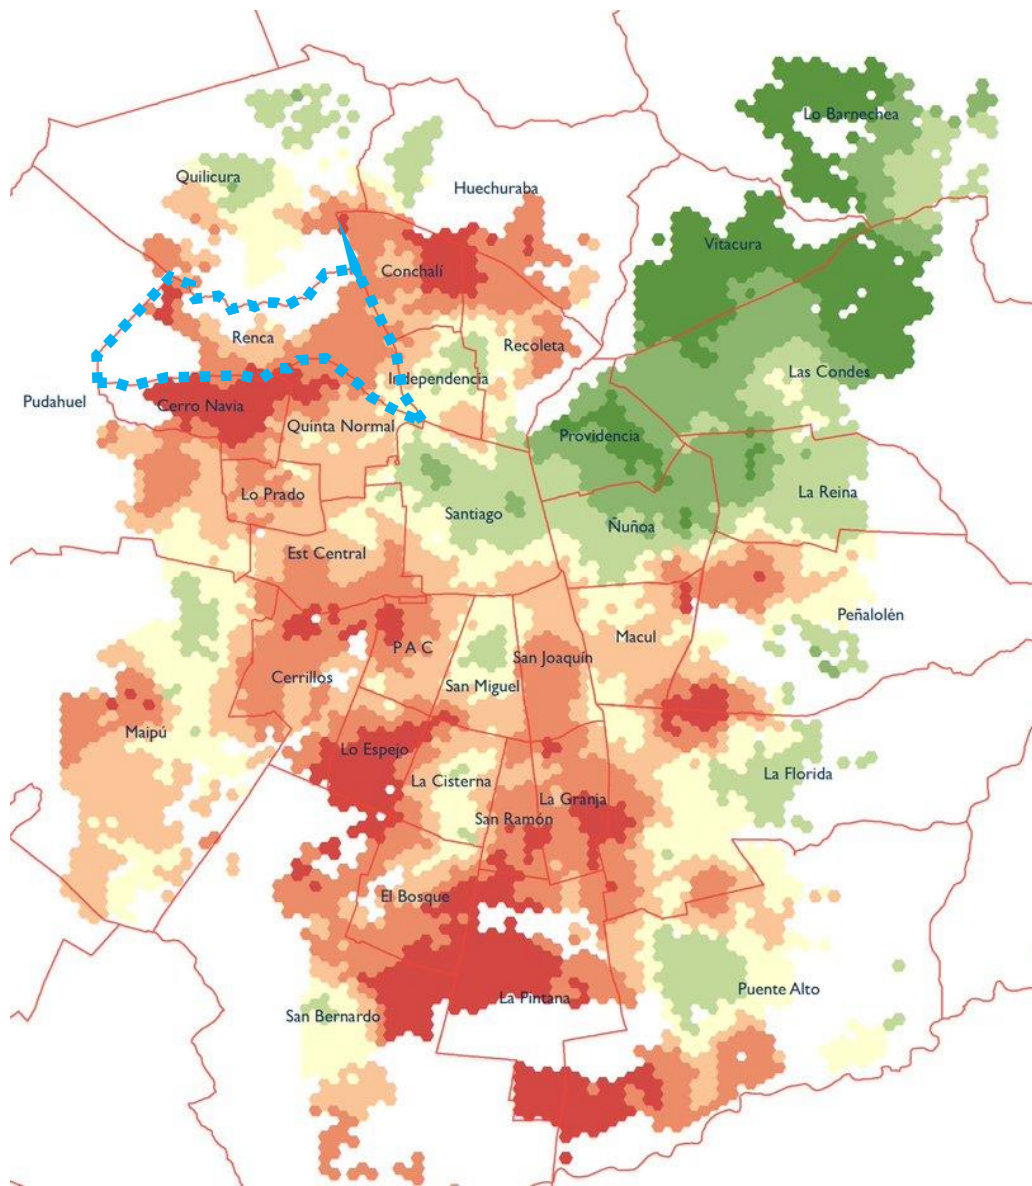 Lo Barnechea
Quilicura
Huechuraba
Vitacura
Conchalí
Renca
Recoleta
Independencia
Las Condes
Pudahuel
Cerro Navia
Quinta Normal
Providencia
Lo Prado
La Reina
Santiago
Ñuñoa
Est Central
Peñalolén
Macul
P A C
San Joaquín
Cerrillos
San Miguel
Maipú
Lo Espejo
La Cisterna
La Florida
La Granja
San Ramón
El Bosque
Puente Alto
La Pintana
San Bernardo